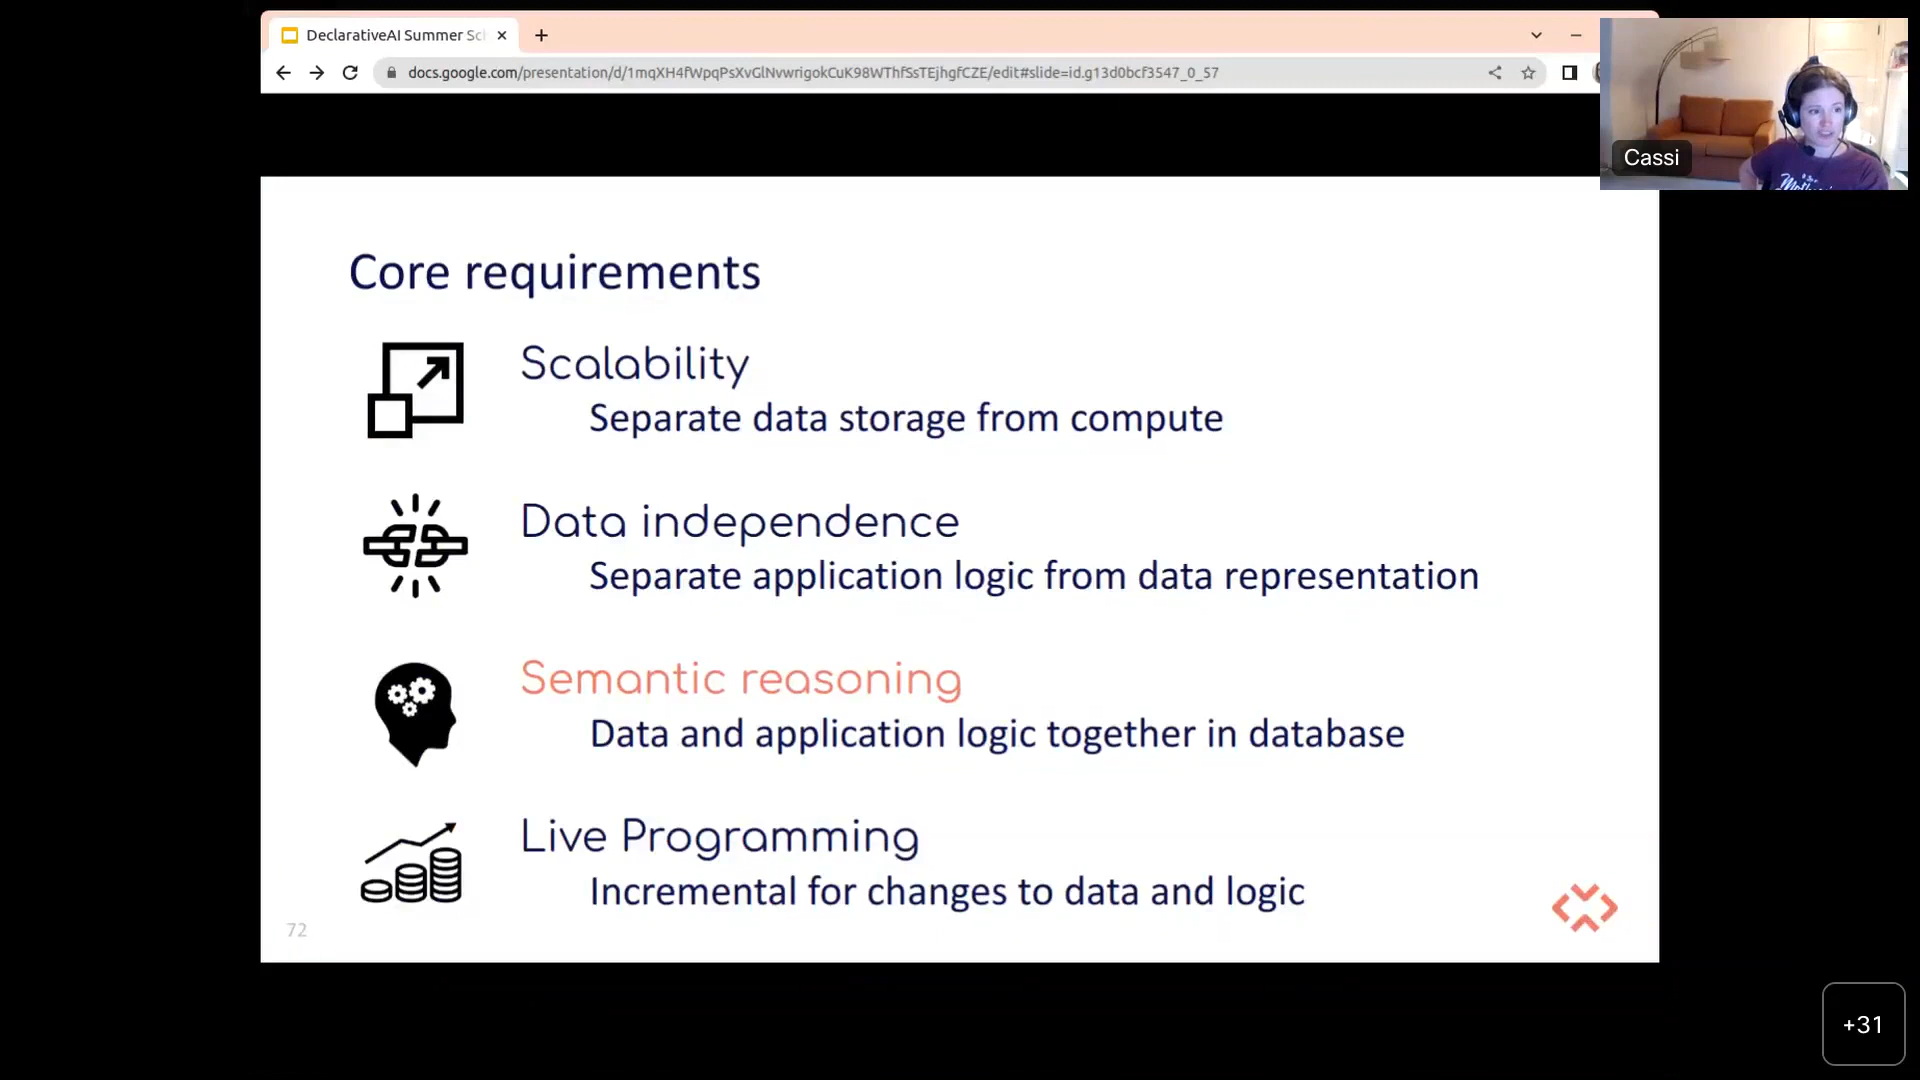 DeclarativeAI Summer Sc
docs.google.com/presentation/d/1mqXH4fWpqPsXvGlNvwrigokCuK98WThfSsTEjhgfCZE/edit#slide=id.g13d0bcf3547_0_57
Cassi
Core requirements
Scalability
Separate data storage from compute
Data independence
Separate application logic from data representation
Semantic reasoning
Data and application logic together in database
Live Programming
Incremental for changes to data and logic
72
+31